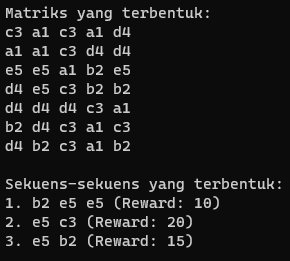 Matriks yang terbentuk:
c3 a1 c3 a1 d4
a1 a1 c3 d4 d4
e5 e5 a1 b2 e5
d4 e5 c3 b2 b2
d4 d4 d4 c3 a1
b2 d4 c3 a1 c3
d4 b2 c3 a1 b2
Sekuens-sekuens yang terbentuk:
1. b2 e5 e5 (Reward: 10)
2. e5 c3 (Reward: 20)
3. e5 b2 (Reward: 15)